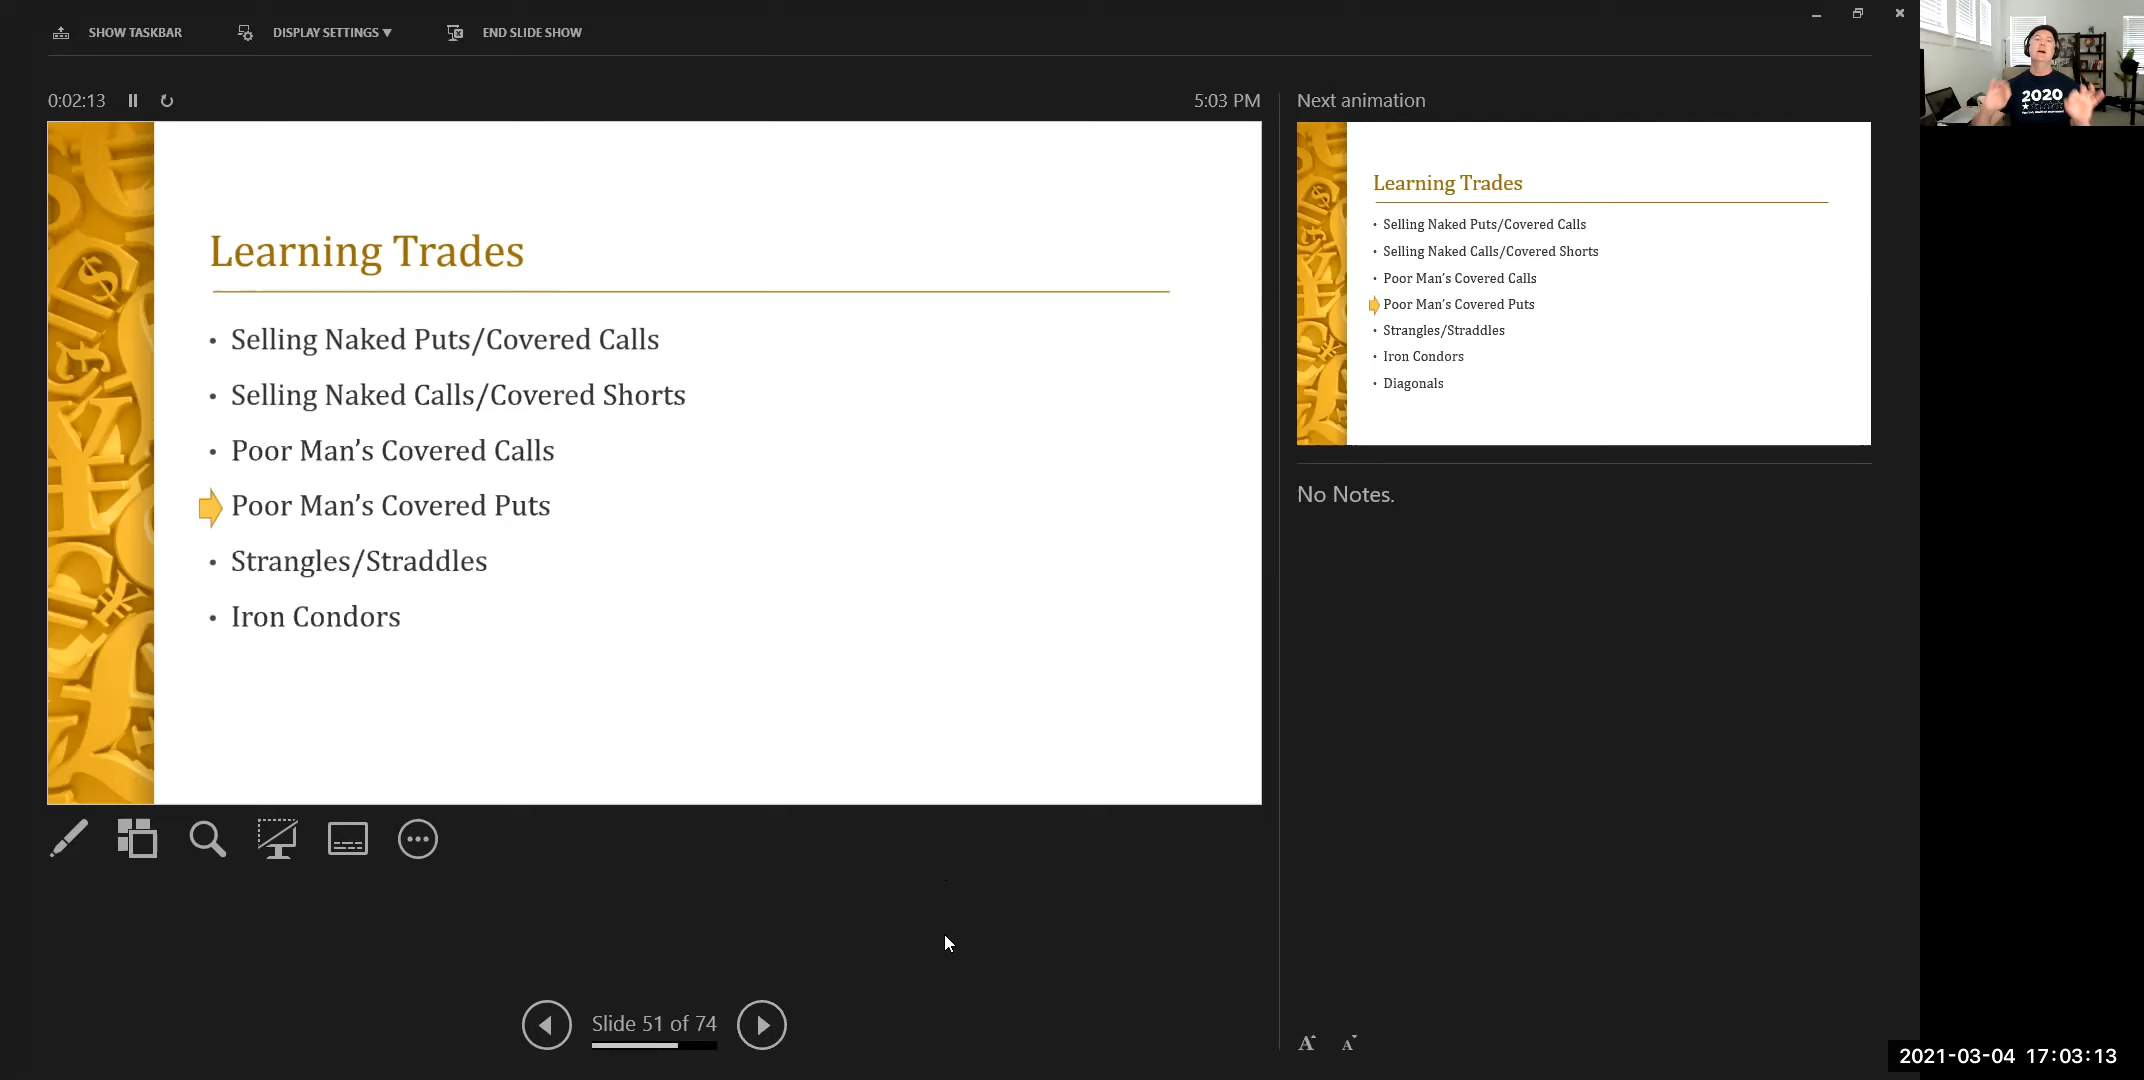 SHOW TASKBAR
DISPLAY SETTINGS ▼
END SLIDE SHOW
0:02:13
5:03 PM
Learning Trades
• Selling Naked Puts/Covered Calls
• Selling Naked Calls/Covered Shorts
• Poor Man’s Covered Calls
Poor Man’s Covered Puts
• Strangles/Straddles
• Iron Condors
Slide 51 of 74
Next animation
Learning Trades
• Selling Naked Puts/Covered Calls
• Selling Naked Calls/Covered Shorts
• Poor Man’s Covered Calls
Poor Man’s Covered Puts
• Strangles/Straddles
• Iron Condors
• Diagonals
No Notes.
A A
2020
2021-03-04 17:03:13